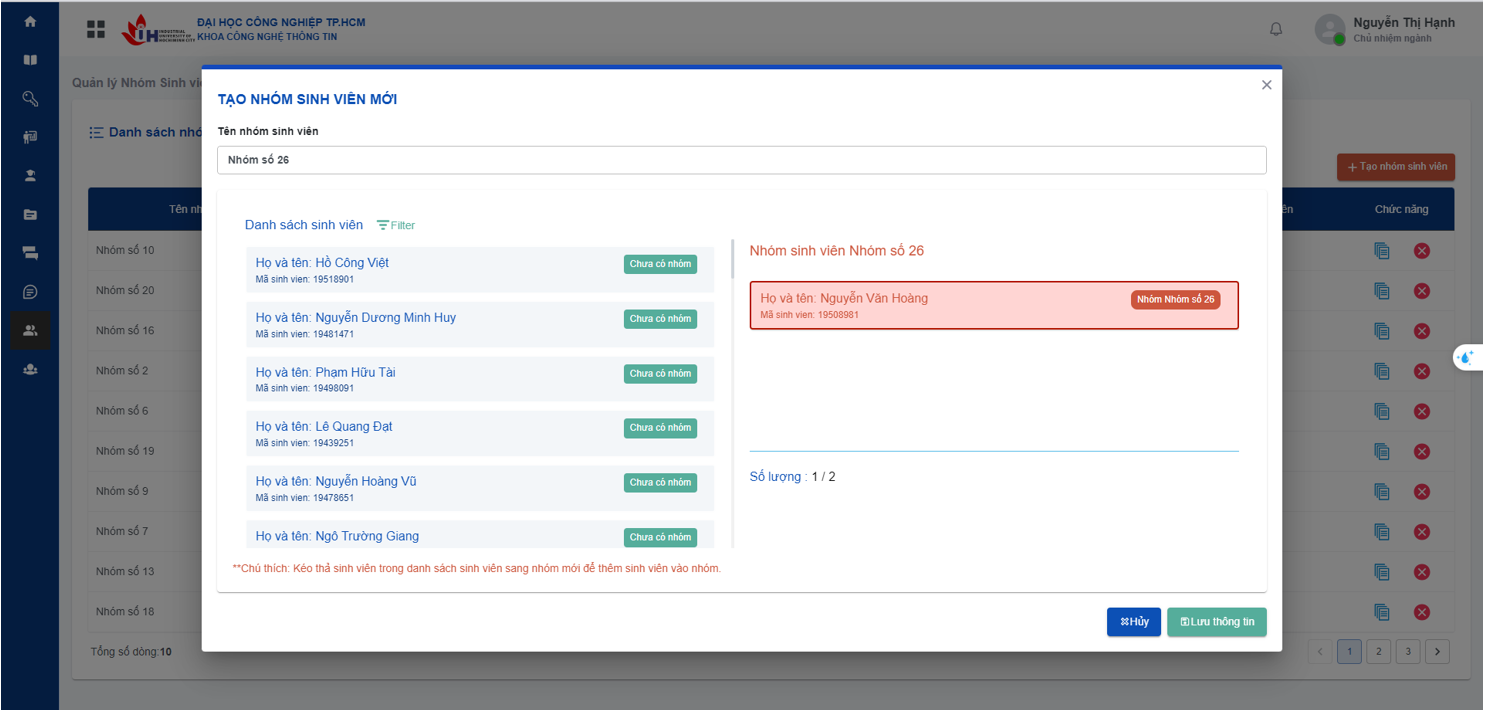 ĐẠI HỌC CÔNG NGHIỆP TP.HCM
KHOA CÔNG NGHỆ THÔNG TIN
INDUSTRIAL
UNIVERSITY OF
HOCHIMINH CITY
Nguyễn Thị Hạnh
Chủ nhiệm ngành
Quản lý Nhóm Sinh
Danh sách nhó
Tạo nhóm sinh viên
Tên nh
ên
Chức năng
Nhóm số 10
Nhóm số 20
Nhóm số 16
Nhóm số 2
Nhóm số 6
Nhóm số 19
Nhóm số 9
Nhóm số 7
Nhóm số 13
Nhóm số 18
Tổng số dòng:10
1 2 3
TẠO NHÓM SINH VIÊN MỚI
Tên nhóm sinh viên
Nhóm số 26
Danh sách sinh viên Filter
Họ và tên: Hồ Công Việt
Chưa có nhóm
Mã sinh vien: 19518901
Họ và tên: Nguyễn Dương Minh Huy
Chưa có nhóm
Mã sinh vien: 19481471
Họ và tên: Phạm Hữu Tài
Chưa có nhóm
Mã sinh vien: 19498091
Họ và tên: Lê Quang Đạt
Chưa có nhóm
Mã sinh vien: 19439251
Họ và tên: Nguyễn Hoàng Vũ
Chưa có nhóm
Mã sinh vien: 19478651
Họ và tên: Ngô Trường Giang
Chưa có nhóm
Nhóm sinh viên Nhóm số 26
Họ và tên: Nguyễn Văn Hoàng
Nhóm Nhóm số 26
Mã sinh vien: 19508981
Số lượng : 1 / 2
**Chú thích: Kéo thả sinh viên trong danh sách sinh viên sang nhóm mới để thêm sinh viên vào nhóm.
Hủy
Lưu thông tin